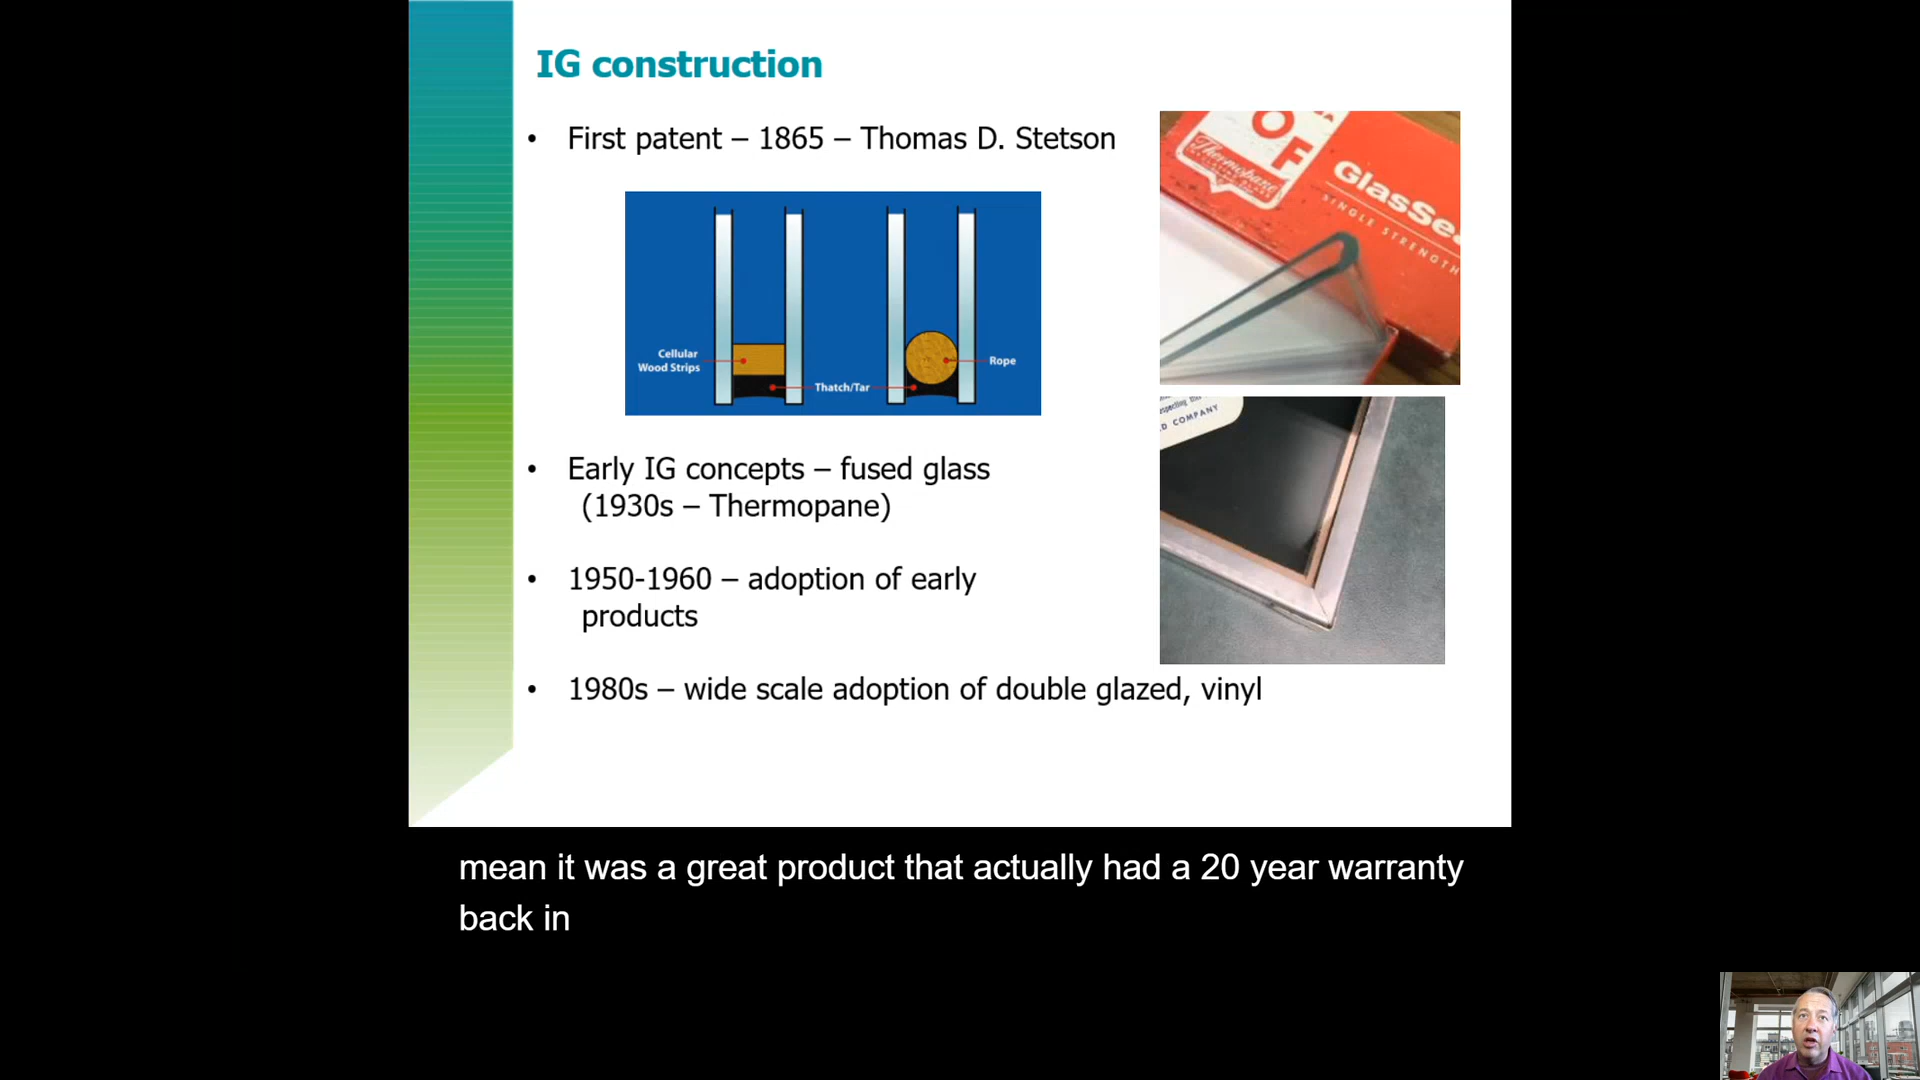 IG construction
• First patent – 1865 – Thomas D. Stetson
Cellular
Wood Strips
Thatch/Tar
Rope
O
F
Thermopane
GlasSe
SINGLE STRENGTH
COMPANY
• Early IG concepts – fused glass
(1930s – Thermopane)
• 1950-1960 – adoption of early
products
• 1980s – wide scale adoption of double glazed, vinyl
mean it was a great product that actually had a 20 year warranty
back in